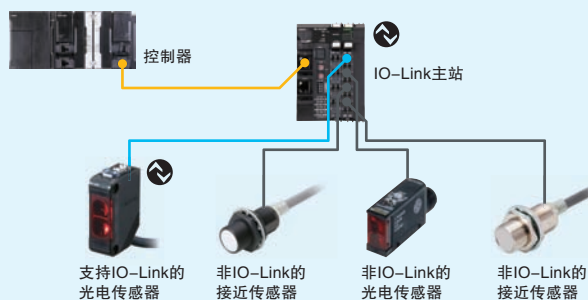 控制器
IO-Link主站
支持IO-Link的
光电传感器
非IO-Link的
接近传感器
非IO-Link的
光电传感器
非IO-Link的
接近传感器